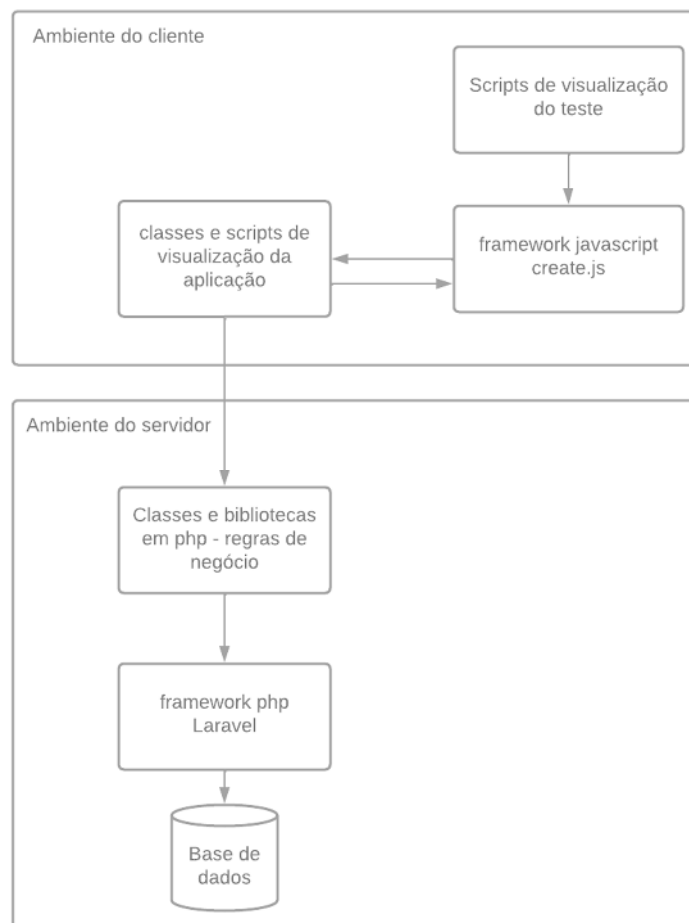 Ambiente do cliente
Scripts de visualização
do teste
classes e scripts de
visualização da
aplicação
framework javascript
create.js
Ambiente do servidor
Classes e bibliotecas
em php - regras de
negócio
framework php
Laravel
Base de
dados